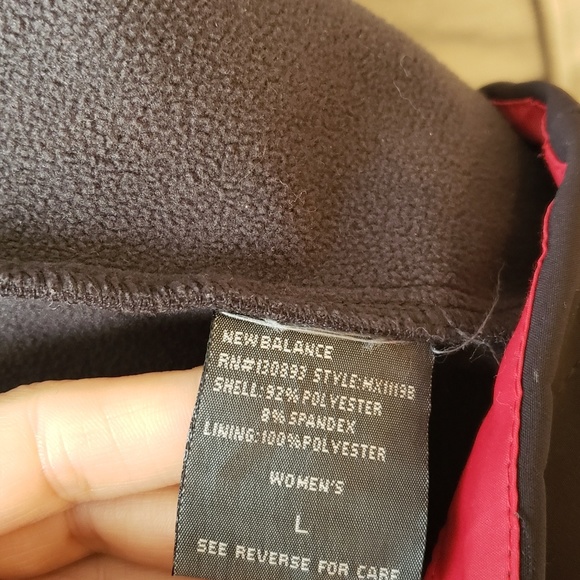 NEW BALANCE
RN#130893 STYLE:MX1119B
SHELL: 92% POLYESTER
8% SPANDEX
LINING: 100% POLYESTER
WOMEN'S
L
SEE REVERSE FOR CARE